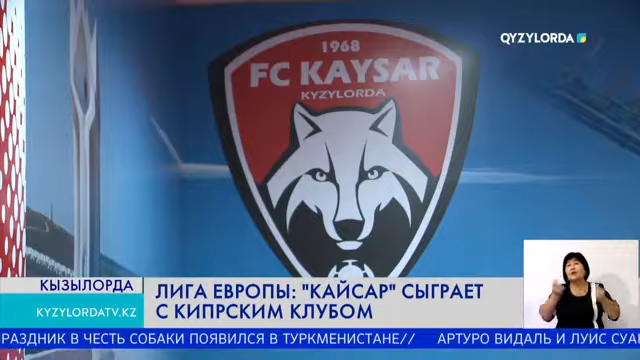 QYZYLORDA
1968
FC KAYSAR
KYZYLORDA
КЫЗЫЛОРДА
KYZYLORDATV.KZ
ЛИГА ЕВРОПЫ: "КАЙСАР" СЫГРАЕТ
С КИПРСКИМ КЛУБОМ
РАЗДНИК В ЧЕСТЬ СОБАКИ ПОЯВИЛСЯ В ТУРКМЕНИСТАНЕ// АРТУРО ВИДАЛЬ И ЛУИС СУА